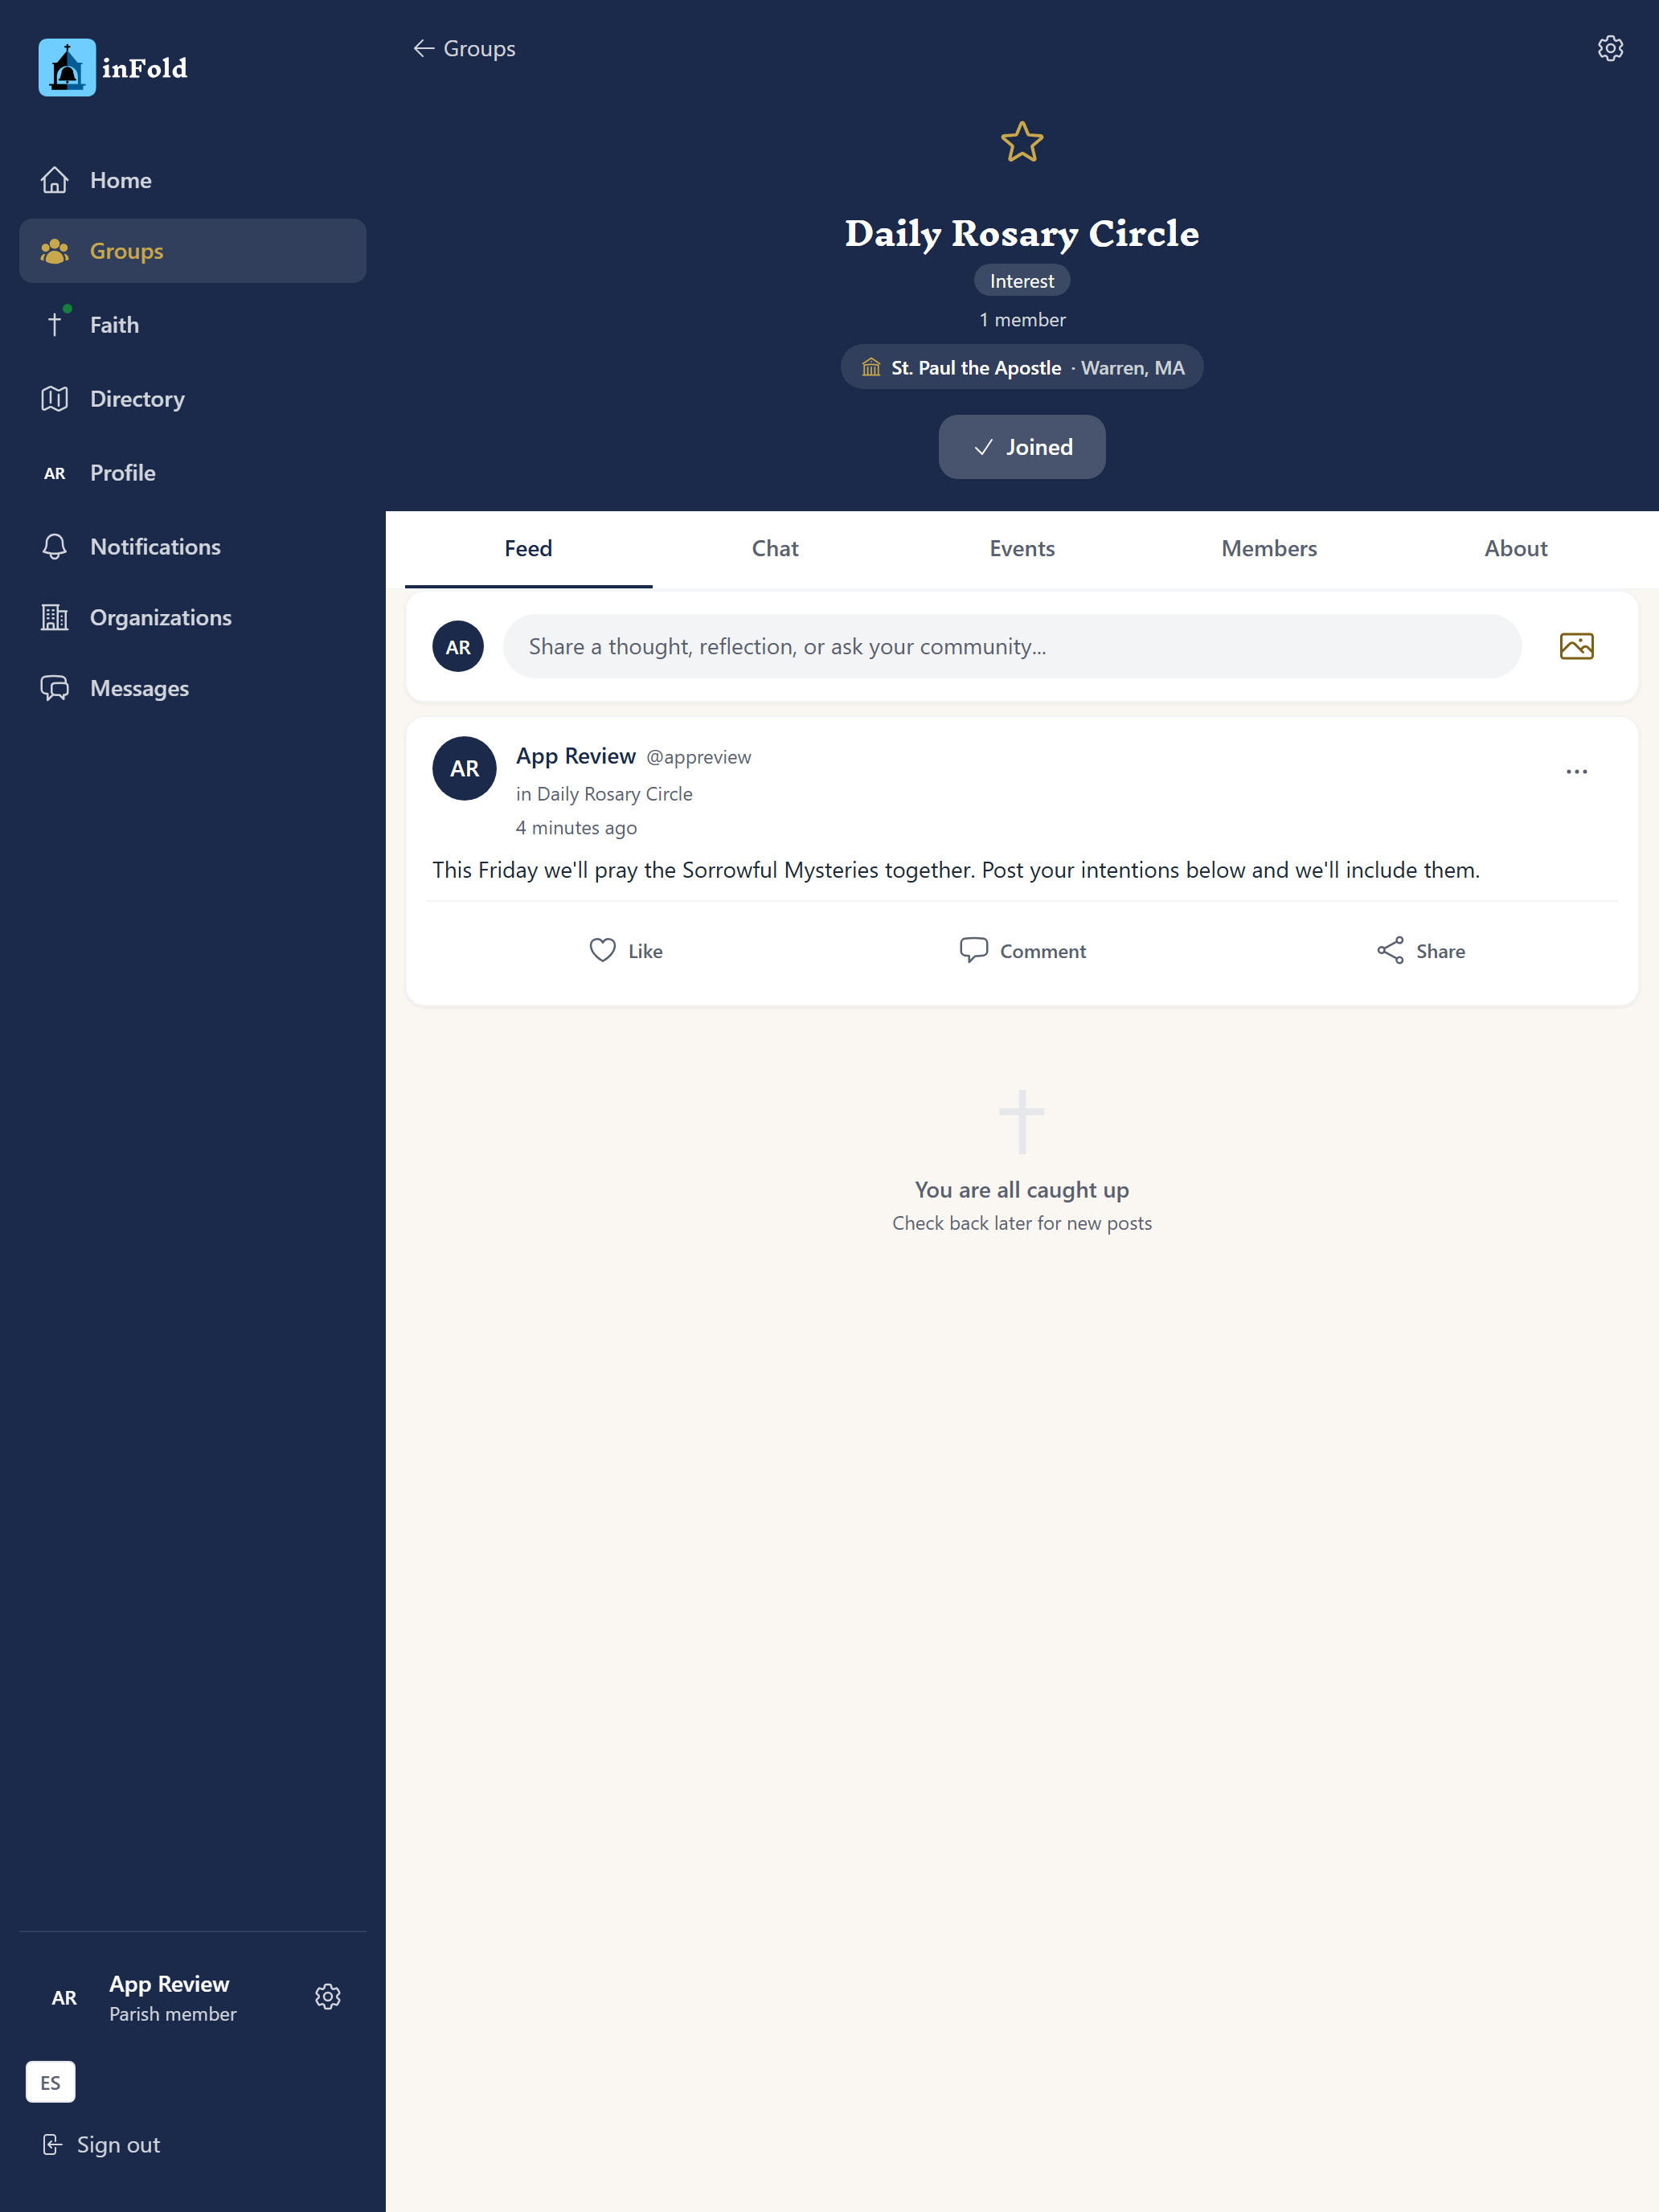 inFold
Home
Groups
Faith
Directory
AR Profile
Notifications
Organizations
Messages
AR App Review
Parish member
ES
Sign out
Groups
Daily Rosary Circle
Interest
1 member
St. Paul the Apostle · Warren, MA
Joined
Feed Chat Events Members About
AR Share a thought, reflection, or ask your community...
AR App Review @appreview
in Daily Rosary Circle
4 minutes ago
This Friday we'll pray the Sorrowful Mysteries together. Post your intentions below and we'll include them.
Like Comment Share
You are all caught up
Check back later for new posts